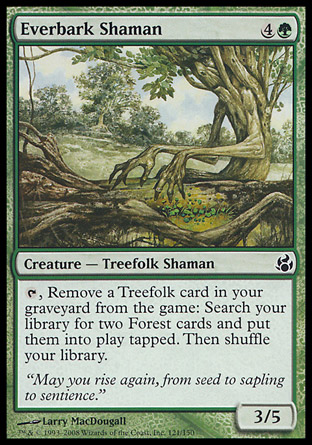 Everbark Shaman 4
Creature — Treefolk Shaman
, Remove a Treefolk card in your
graveyard from the game: Search your
library for two Forest cards and put
them into play tapped. Then shuffle
your library.
“May you rise again, from seed to sapling
to sentience.”
Larry MacDougall
™ & © 1993–2008 Wizards of the Coast, Inc. 121/150
3/5